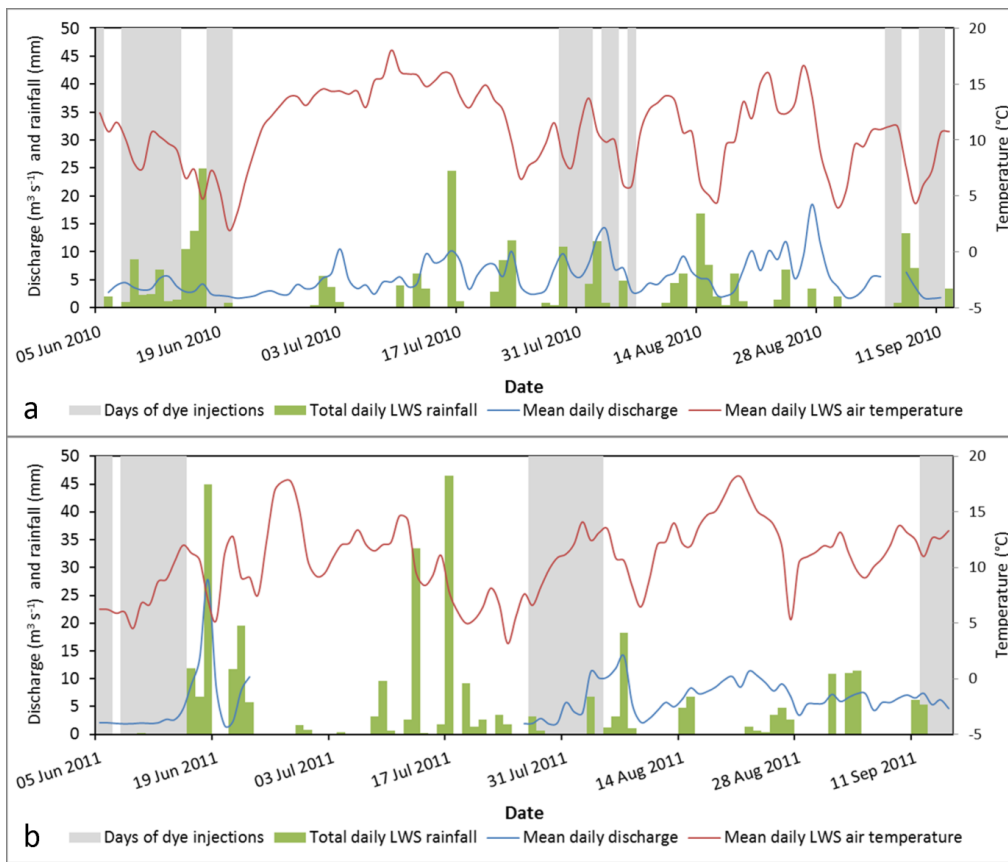 50
45
40
35
30
25
20
15
10
5
0
Discharge (m³ s⁻¹) and rainfall (mm)
20
15
10
5
0
-5
Temperature (°C)
05 Jun 2010
19 Jun 2010
03 Jul 2010
17 Jul 2010
31 Jul 2010
14 Aug 2010
28 Aug 2010
11 Sep 2010
Date
a
Days of dye injections Total daily LWS rainfall Mean daily discharge Mean daily LWS air temperature
50
45
40
35
30
25
20
15
10
5
0
Discharge (m³ s⁻¹) and rainfall (mm)
20
15
10
5
0
-5
Temperature (°C)
05 Jun 2011
19 Jun 2011
03 Jul 2011
17 Jul 2011
31 Jul 2011
14 Aug 2011
28 Aug 2011
11 Sep 2011
Date
b
Days of dye injections Total daily LWS rainfall Mean daily discharge Mean daily LWS air temperature